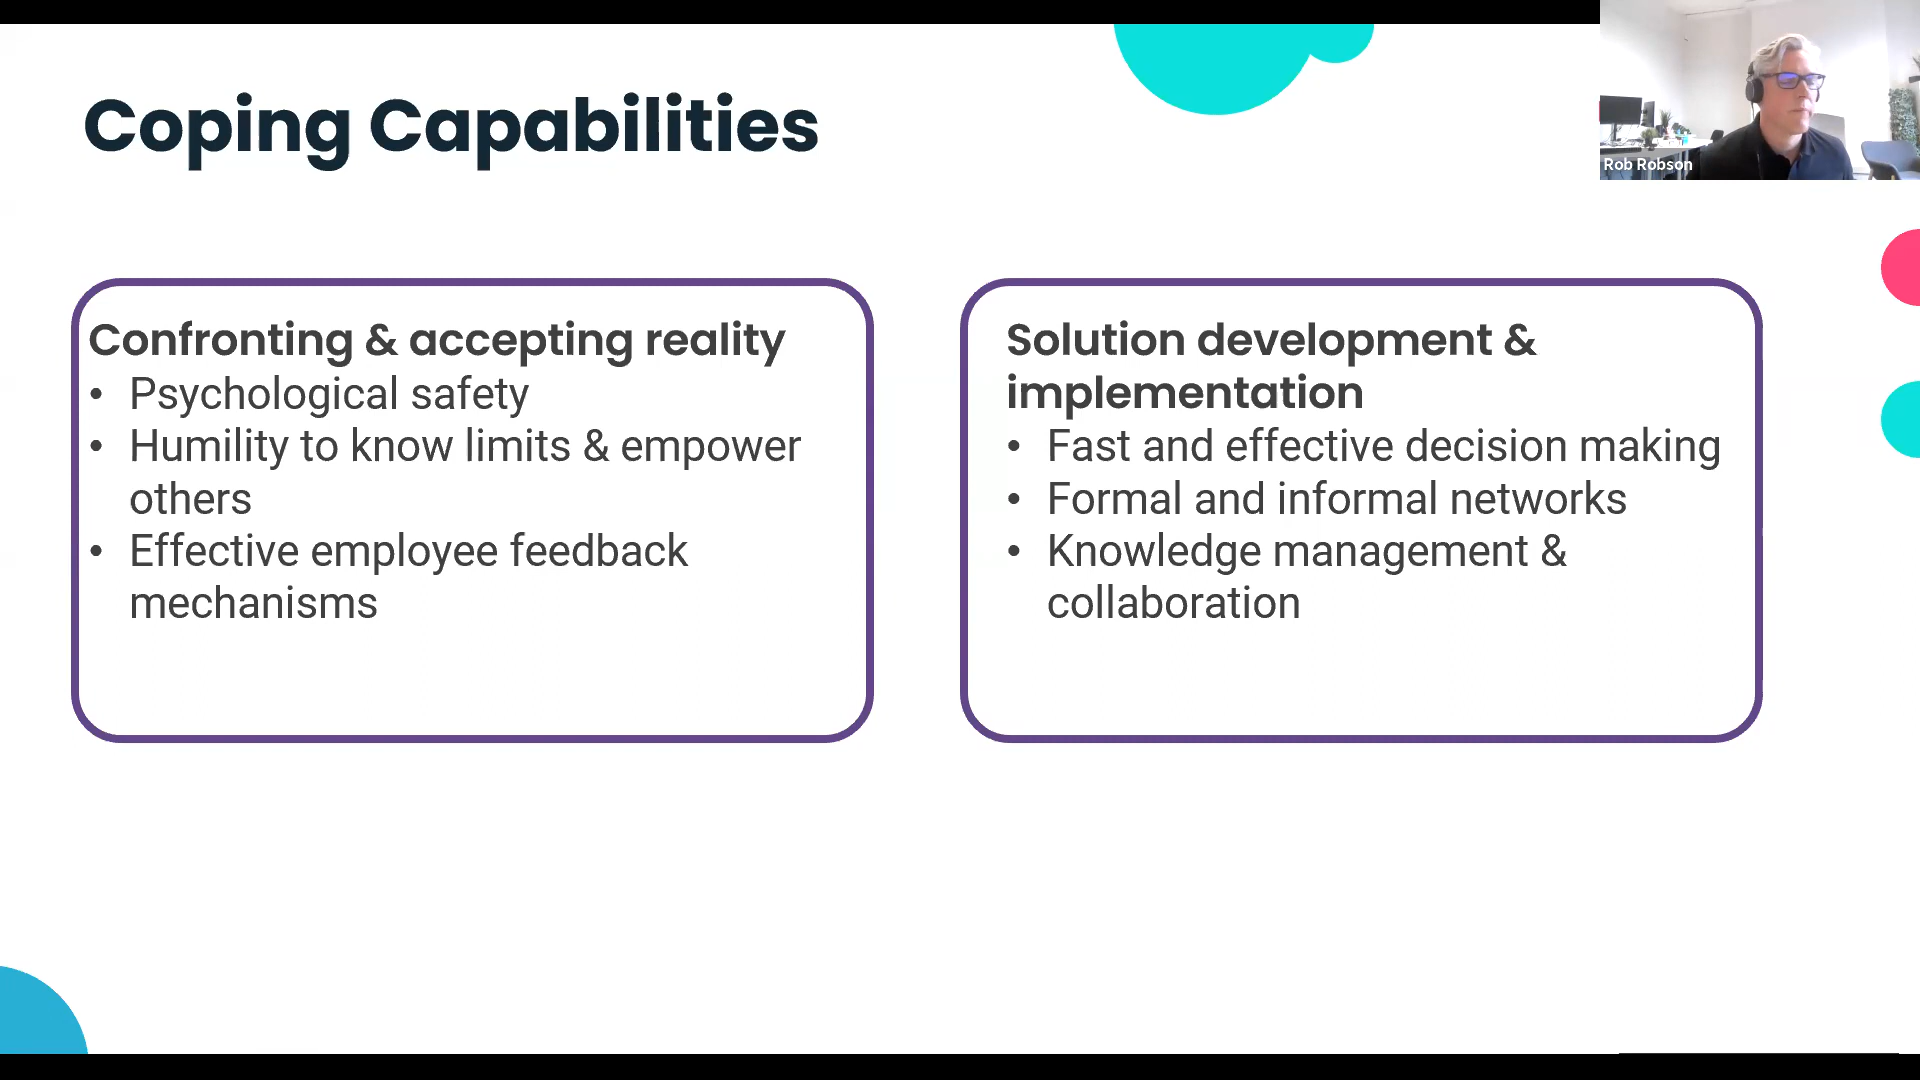 Coping Capabilities
Rob Robson
Confronting & accepting reality
• Psychological safety
• Humility to know limits & empower
others
• Effective employee feedback
mechanisms
Solution development &
implementation
• Fast and effective decision making
• Formal and informal networks
• Knowledge management &
collaboration